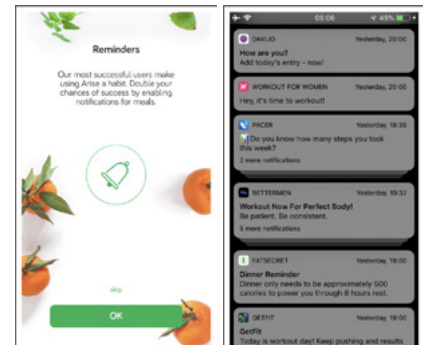 Reminders
Our most successful users make
using Arise a habit. Double your
chances of success by enabling
notifications for meals.
skip
OK
09:06
45%
DAYLIO
Yesterday, 20:00
How are you?
Add today's entry - now!
WORKOUT FOR WOMEN
Yesterday, 20:00
Hey, it's time to workout!
PACER
Yesterday, 19:39
Do you know how many steps you took
this week?
2 more notifications
BETTERMEN
Yesterday, 19:32
Workout Now For Perfect Body!
Be patient. Be consistent.
5 more notifications
FATSECRET
Yesterday, 19:00
Dinner Reminder
Dinner only needs to be approximately 500
calories to power you through 8 hours rest.
GETFIT
Yesterday, 18:00
GetFit
Today is workout day! Keep pushing and results